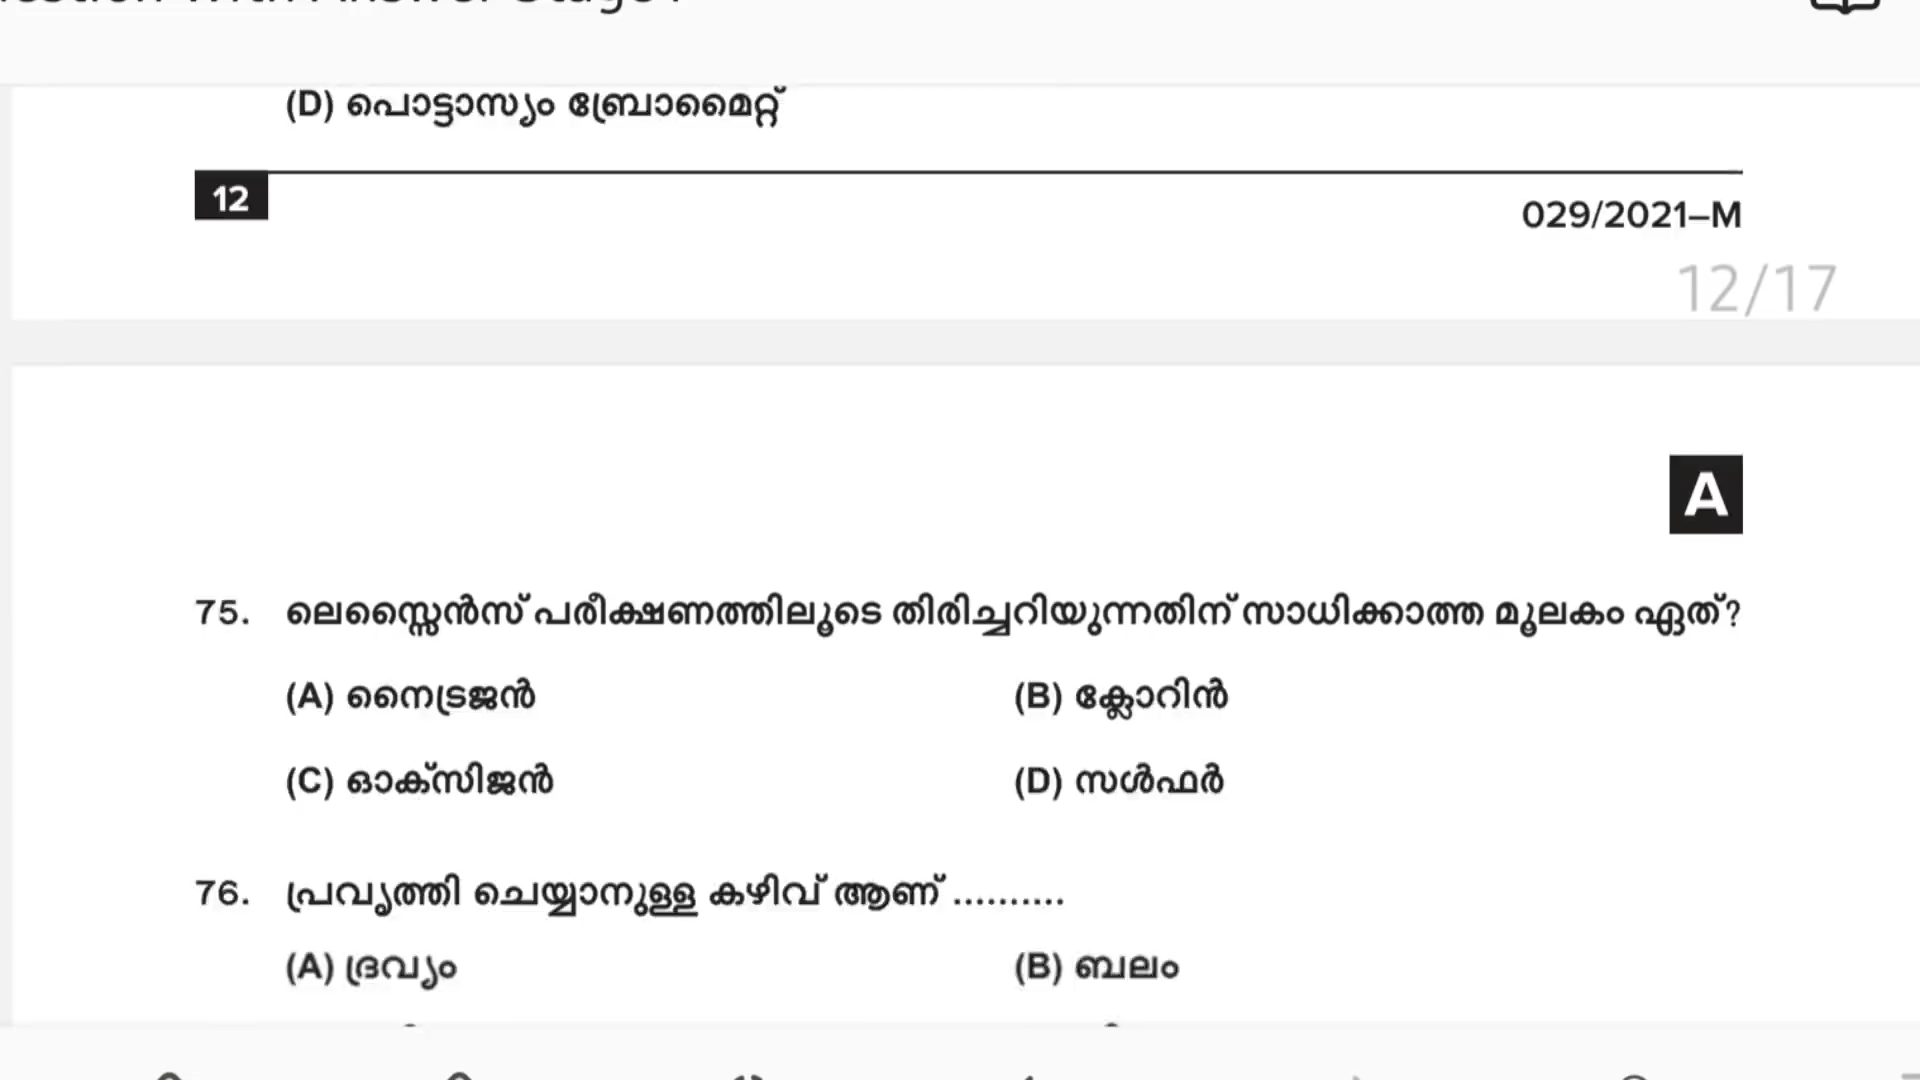 (D) പൊട്ടാസ്യം ബ്രോമൈറ്റ്
12
029/2021–M
12/17
A
75. ലെസ്സൈൻസ് പരീക്ഷണത്തിലൂടെ തിരിച്ചറിയുന്നതിന് സാധിക്കാത്ത മൂലകം ഏത്?
(A) നൈട്രജൻ (B) ക്ലോറിൻ
(C) ഓക്സിജൻ (D) സൾഫർ
76. പ്രവൃത്തി ചെയ്യാനുള്ള കഴിവ് ആണ് ..........
(A) ദ്രവ്യം (B) ബലം